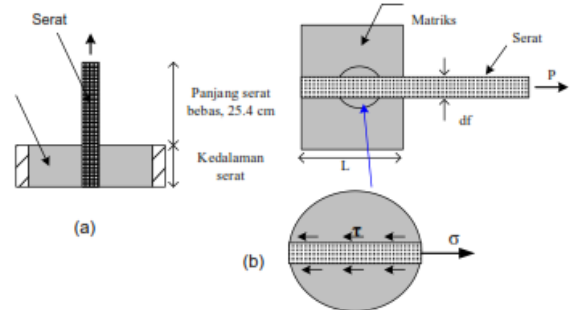 Serat
Panjang serat
bebas, 25.4 cm
Kedalaman
serat
(a)
Matriks
Serat
P
df
L
τ
σ
(b)